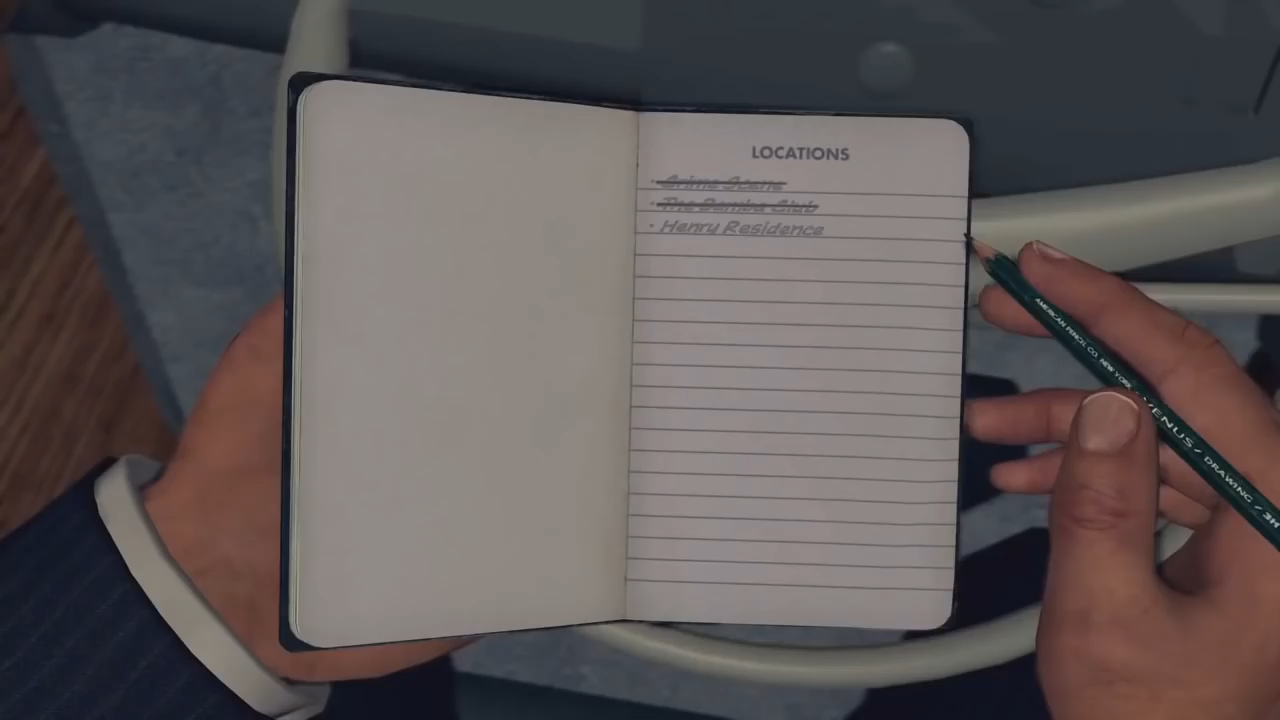 LOCATIONS
· Crime Scene
· The Bamba Club
· Henry Residence
AMERICAN PENCIL CO. NEW YORK
VENUS / DRAWING / 3H